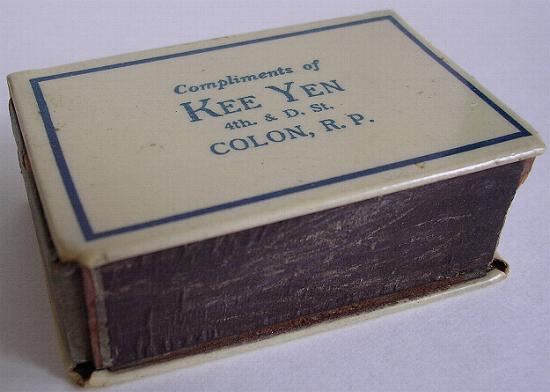 Compliments of
KEE YEN
4th. & D. St.
COLON, R. P.